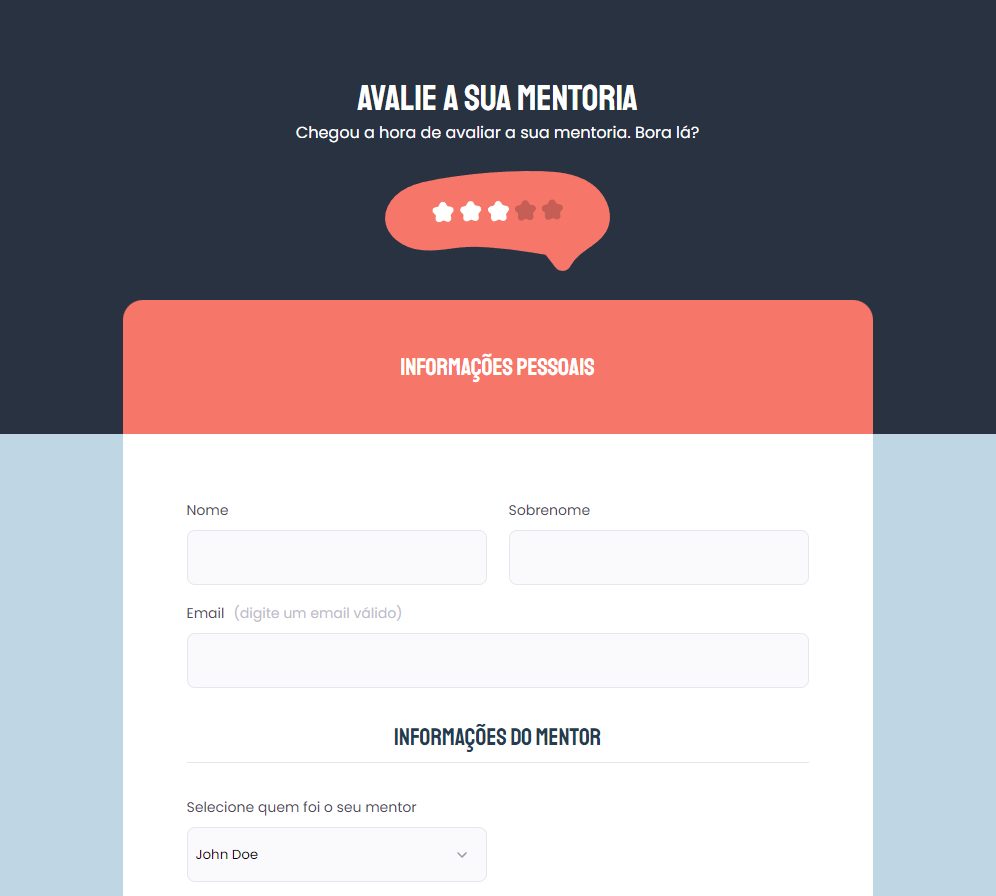 AVALIE A SUA MENTORIA
Chegou a hora de avaliar a sua mentoria. Bora lá?
INFORMAÇÕES PESSOAIS
Nome
Sobrenome
Email (digite um email válido)
INFORMAÇÕES DO MENTOR
Selecione quem foi o seu mentor
John Doe